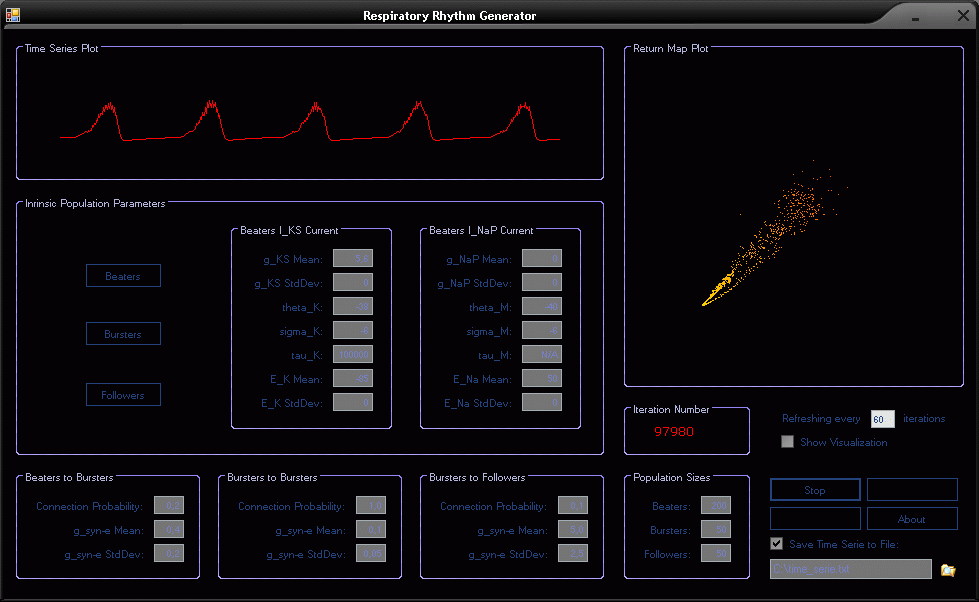 Respiratory Rhythm Generator
Time Series Plot
Return Map Plot
Intrinsic Population Parameters
Beaters
Bursters
Followers
Beaters I_KS Current
g_KS Mean: 5,6
g_KS StdDev: 0
theta_K: -38
sigma_K: -6
tau_K: 100000
E_K Mean: -85
E_K StdDev: 0
Beaters I_NaP Current
g_NaP Mean: 0
g_NaP StdDev: 0
theta_M: -40
sigma_M: -6
tau_M: N/A
E_Na Mean: 50
E_Na StdDev: 0
Iteration Number
97980
Refreshing every 60 iterations
Show Visualization
Beaters to Bursters
Connection Probability: 0,2
g_syn-e Mean: 0,4
g_syn-e StdDev: 0,2
Bursters to Bursters
Connection Probability: 1,0
g_syn-e Mean: 0,1
g_syn-e StdDev: 0,05
Bursters to Followers
Connection Probability: 0,1
g_syn-e Mean: 5,0
g_syn-e StdDev: 2,5
Population Sizes
Beaters: 200
Bursters: 50
Followers: 50
Stop
About
Save Time Serie to File:
C:\time_serie.txt